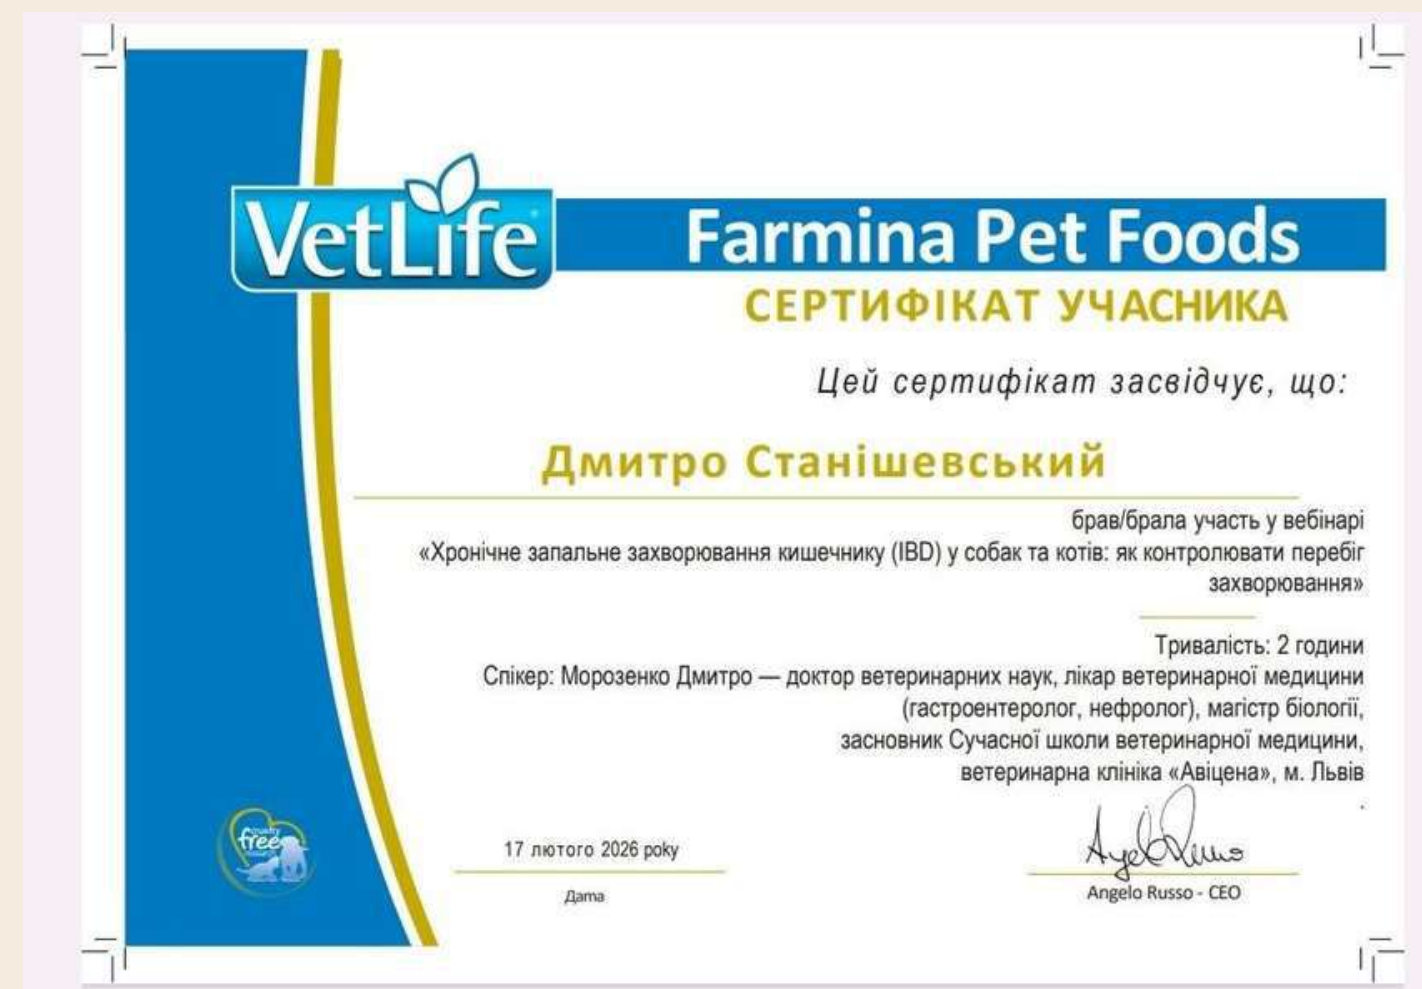 VetLife
Farmina Pet Foods
СЕРТИФІКАТ УЧАСНИКА
Цей сертифікат засвідчує, що:
Дмитро Станішевський
брав/брала участь у вебінарі
«Хронічне запальне захворювання кишечнику (IBD) у собак та котів: як контролювати перебіг
захворювання»
Тривалість: 2 години
Спікер: Морозенко Дмитро — доктор ветеринарних наук, лікар ветеринарної медицини
(гастроентеролог, нефролог), магістр біології,
засновник Сучасної школи ветеринарної медицини,
ветеринарна клініка «Авіцена», м. Львів
.
cruelty
free
17 лютого 2026 року
Дата
Angelo Russo - CEO